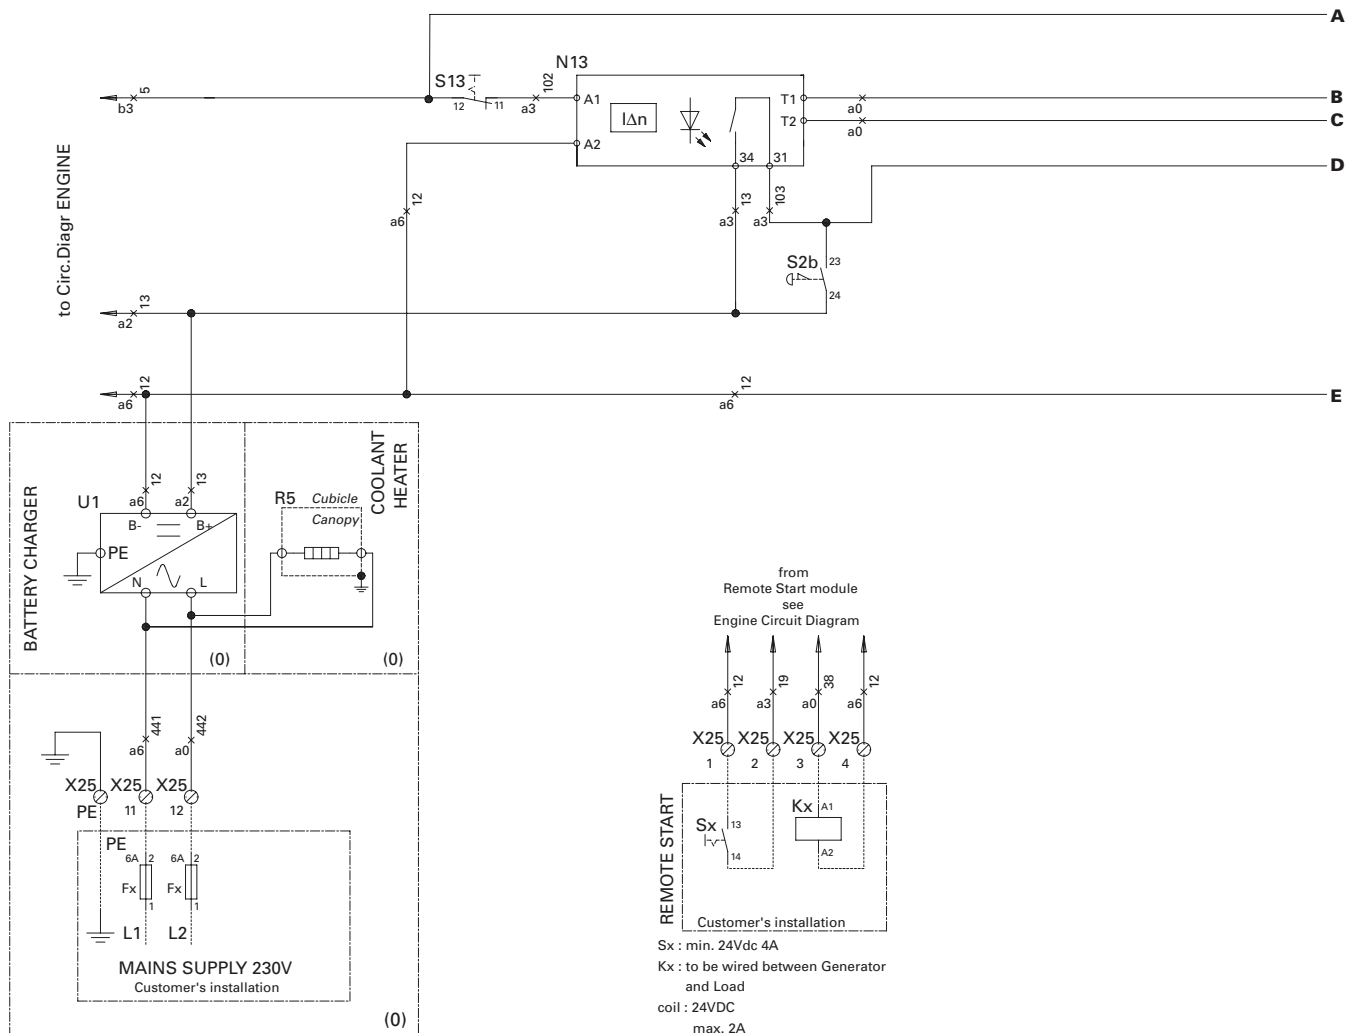 A
N13
S13
102
5
b3
12
11
a3
A1
IΔn
T1
a0
B
T2
a0
C
A2
34
31
D
to Circ.Diagr ENGINE
12
a6
13
a3
103
a3
S2b
23
24
13
a2
12
a6
12
a6
E
BATTERY CHARGER
COOLANT
HEATER
12
a6
13
a2
U1
B-
B+
PE
N
L
R5
Cubicle
Canopy
(0)
(0)
441
a6
442
a0
X25
X25
X25
PE
11
12
PE
6A
2
6A
2
Fx
Fx
1
1
L1
L2
MAINS SUPPLY 230V
Customer's installation
(0)
from
Remote Start module
see
Engine Circuit Diagram
12
19
38
12
a6
a3
a0
a6
X25
X25
X25
X25
1
2
3
4
REMOTE START
Sx
13
14
Kx
A1
A2
Customer's installation
Sx : min. 24Vdc 4A
Kx : to be wired between Generator
and Load
coil : 24VDC
max. 2A